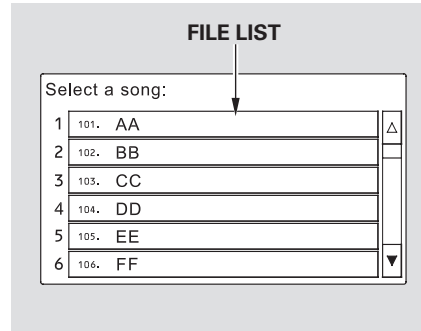 FILE LIST
Select a song:
1 101. AA
2 102. BB
3 103. CC
4 104. DD
5 105. EE
6 106. FF